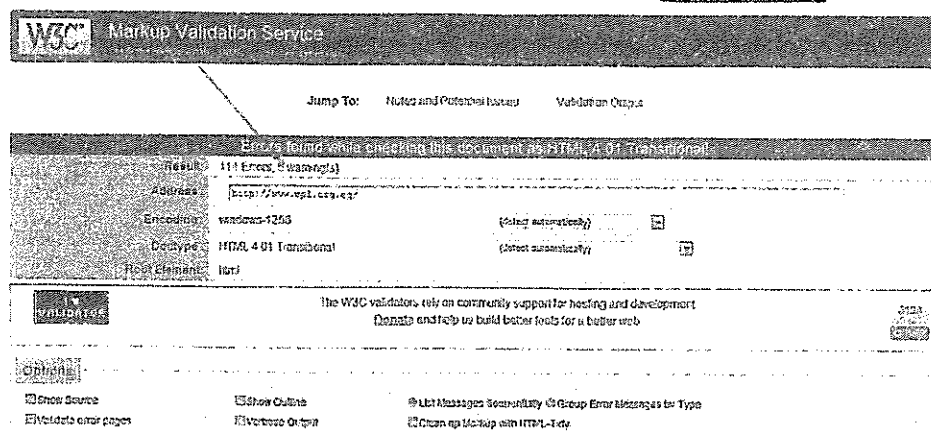 W3C Markup Validation Service
Jump To: Notes and Potential Issues Validation Output
Errors found while checking this document as HTML 4.01 Transitional!
Result: Errors, warning(s)
Address:
Encoding: (detect automatically)
Doctype: HTML 4.01 Transitional (detect automatically)
Root Element: html
I ♥ VALIDATOR
The W3C validators rely on community support for hosting and development.
Donate and help us build better tools for a better web.
Options
Show Source Show Outline List Messages Sequentially Group Error Messages by Type
Validate error pages Verbose Output Clean up Markup with HTML-Tidy